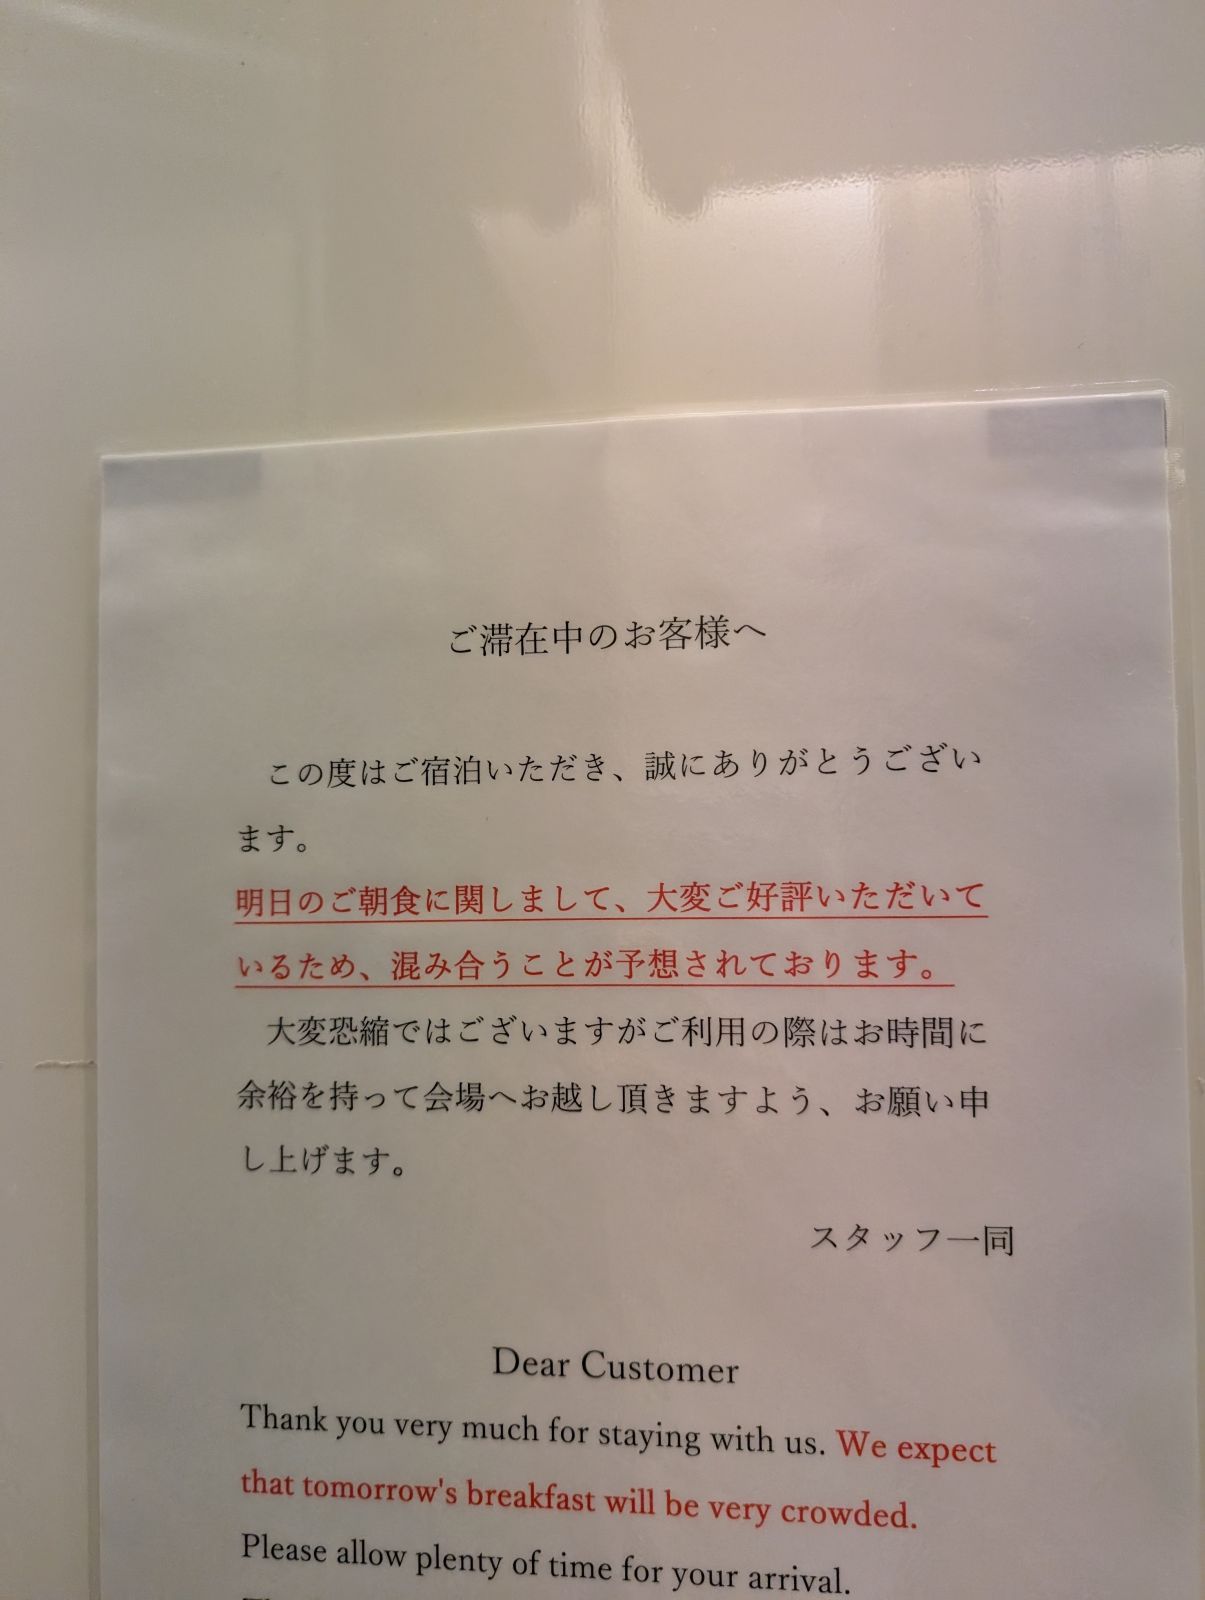 ご滞在中のお客様へ
この度はご宿泊いただき、誠にありがとうござい
ます。
明日のご朝食に関しまして、大変ご好評いただいて
いるため、混み合うことが予想されております。
大変恐縮ではございますがご利用の際はお時間に
余裕を持って会場へお越し頂きますよう、お願い申
し上げます。
スタッフ一同
Dear Customer
Thank you very much for staying with us. We expect
that tomorrow's breakfast will be very crowded.
Please allow plenty of time for your arrival.